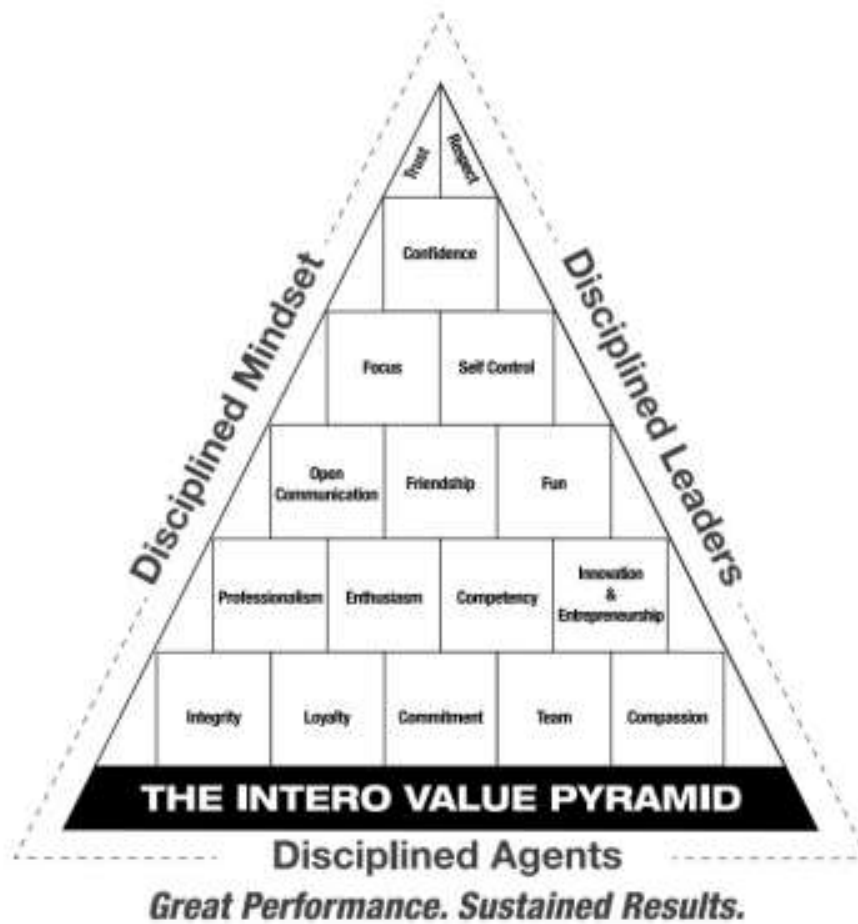 Trust
Respect
Confidence
Disciplined Mindset
Disciplined Leaders
Focus
Self Control
Open
Communication
Friendship
Fun
Professionalism
Enthusiasm
Competency
Innovation
&
Entrepreneurship
Integrity
Loyalty
Commitment
Team
Compassion
THE INTERO VALUE PYRAMID
Disciplined Agents
Great Performance. Sustained Results.